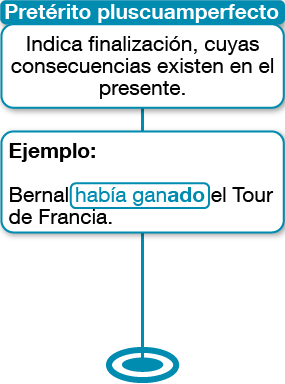 Pretérito pluscuamperfecto
Indica finalización, cuyas
consecuencias existen en el
presente.
Ejemplo:
Bernal había ganado el Tour
de Francia.